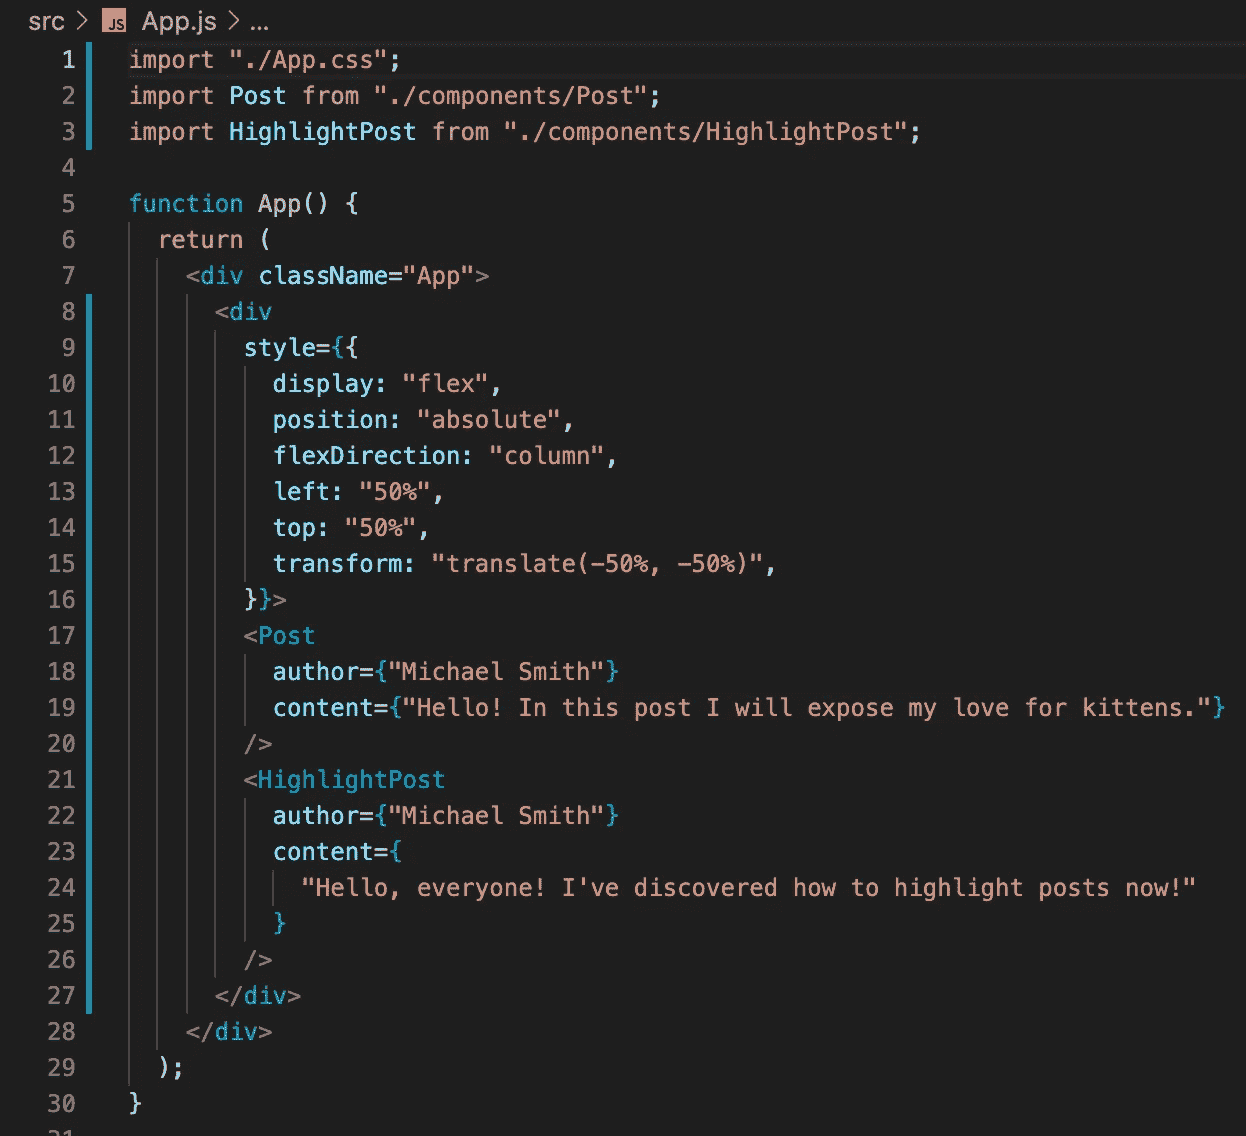 src > JS App.js > ...
1 import "./App.css";
2 import Post from "./components/Post";
3 import HighlightPost from "./components/HighlightPost";
4
5 function App() {
6   return (
7     <div className="App">
8       <div
9         style={{
10           display: "flex",
11           position: "absolute",
12           flexDirection: "column",
13           left: "50%",
14           top: "50%",
15           transform: "translate(-50%, -50%)",
16         }}>
17         <Post
18           author={"Michael Smith"}
19           content={"Hello! In this post I will expose my love for kittens."}
20         />
21         <HighlightPost
22           author={"Michael Smith"}
23           content={
24             "Hello, everyone! I've discovered how to highlight posts now!"
25           }
26         />
27       </div>
28     </div>
29   );
30 }
31